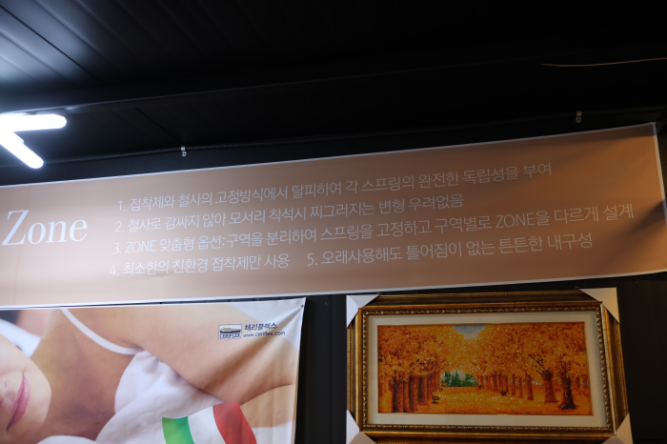 Zone
1. 접착제와 철사의 고정방식에서 탈피하여 각 스프링의 완전한 독립성을 부여
2. 철사로 감싸지 않아 모서리 착석시 찌그러지는 변형 우려없음
3. ZONE 맞춤형 옵션:구역을 분리하여 스프링을 고정하고 구역별로 ZONE을 다르게 설계
4. 최소한의 친환경 접착제만 사용 5. 오래사용해도 틀어짐이 없는 튼튼한 내구성
체리플렉스